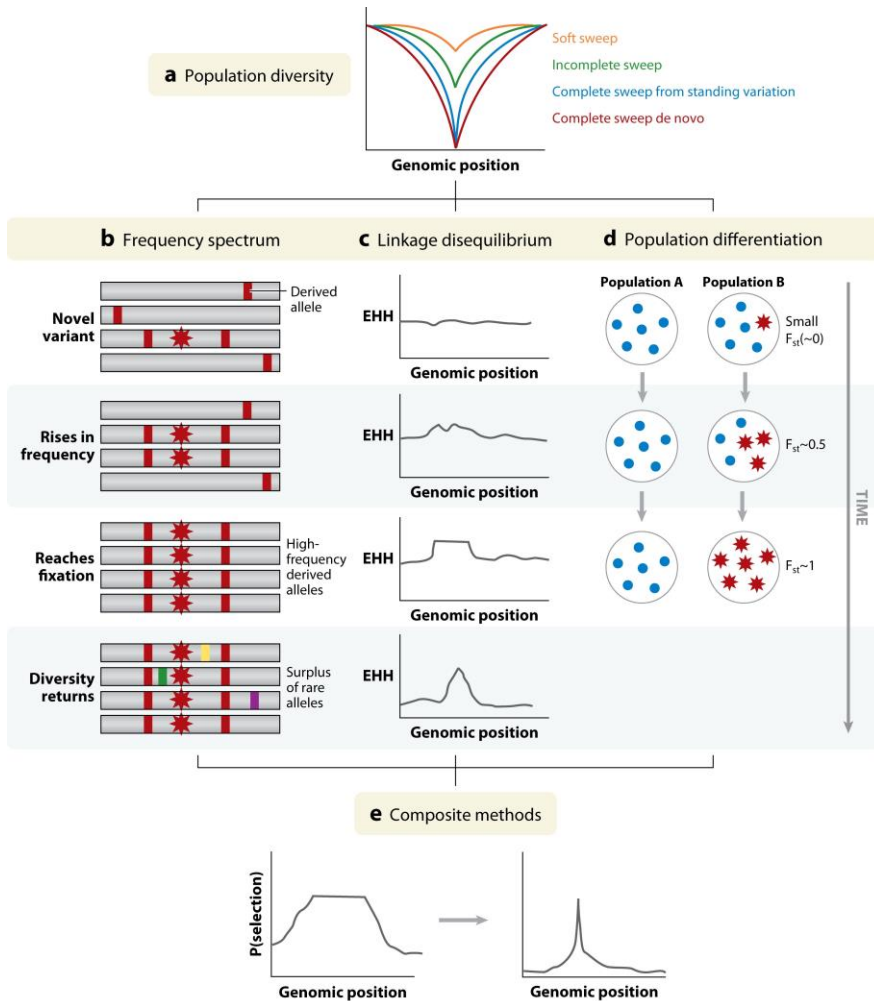 a Population diversity
Soft sweep
Incomplete sweep
Complete sweep from standing variation
Complete sweep de novo
Genomic position
b Frequency spectrum
c Linkage disequilibrium
d Population differentiation
Novel
variant
Derived
allele
EHH
Genomic position
Population A
Population B
Small
Fst(~0)
Rises in
frequency
EHH
Genomic position
Fst~0.5
Reaches
fixation
High-
frequency
derived
alleles
EHH
Genomic position
Fst~1
Diversity
returns
Surplus
of rare
alleles
EHH
Genomic position
TIME
e Composite methods
P(selection)
Genomic position
Genomic position